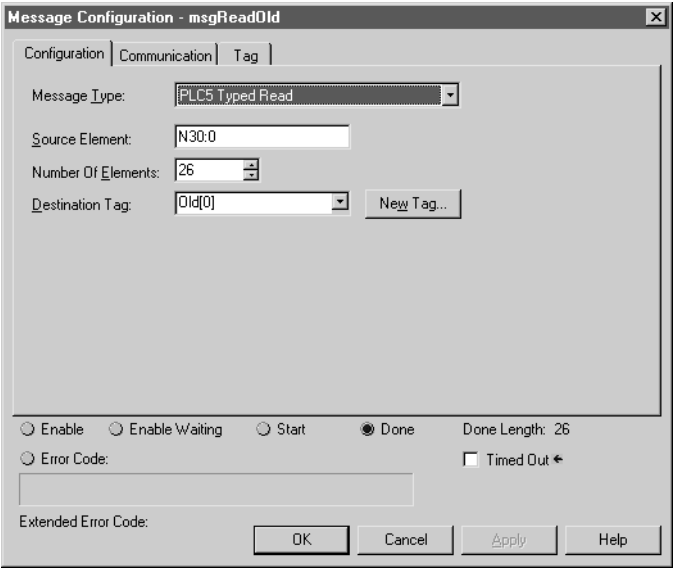 Message Configuration - msgReadOld
Configuration Communication Tag
Message Type: PLC5 Typed Read
Source Element: N30:0
Number Of Elements: 26
Destination Tag: Old[0] New Tag...
Enable Enable Waiting Start Done Done Length: 26
Error Code: Timed Out ←
Extended Error Code:
OK Cancel Apply Help